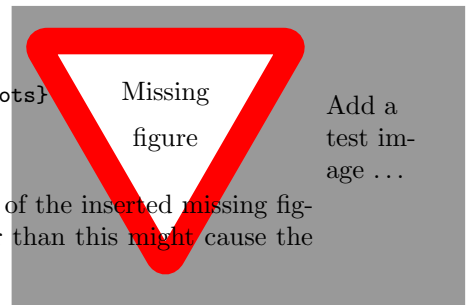 Missing
figure
Add a
test im-
age ...
ots}
of the inserted missing fig-
than this might cause the